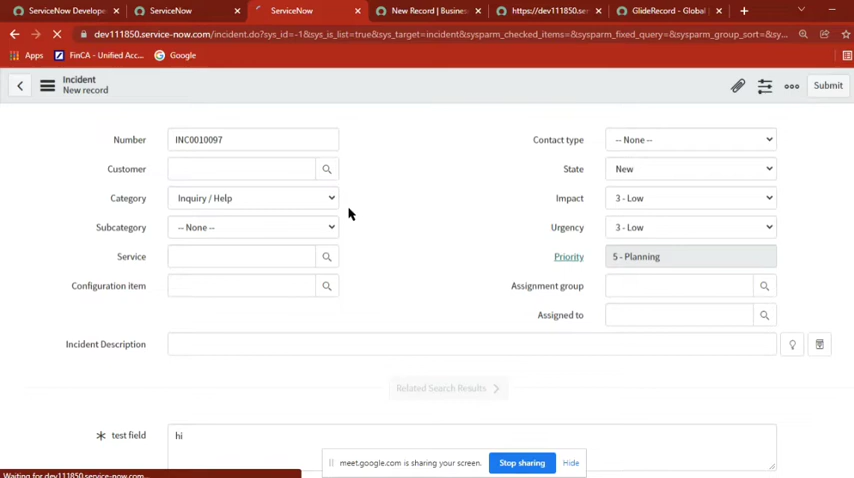 ServiceNow Develope
ServiceNow
ServiceNow
New Record | Busine
https://dev111850.se
GlideRecord - Global
dev111850.service-now.com/incident.do?sys_id=-1&sys_is_list=true&sys_target=incident&sysparm_checked_items=&sysparm_fixed_query=&sysparm_group_sort=&sy...
Apps
FinCA - Unified Acc...
Google
Incident
New record
Submit
Number INC0010097
Contact type -- None --
Customer
State New
Category Inquiry / Help
Impact 3 - Low
Subcategory -- None --
Urgency 3 - Low
Service
Priority 5 - Planning
Configuration item
Assignment group
Assigned to
Incident Description
Related Search Results
test field hi
meet.google.com is sharing your screen. Stop sharing Hide
Waiting for dev111850.service-now.com...